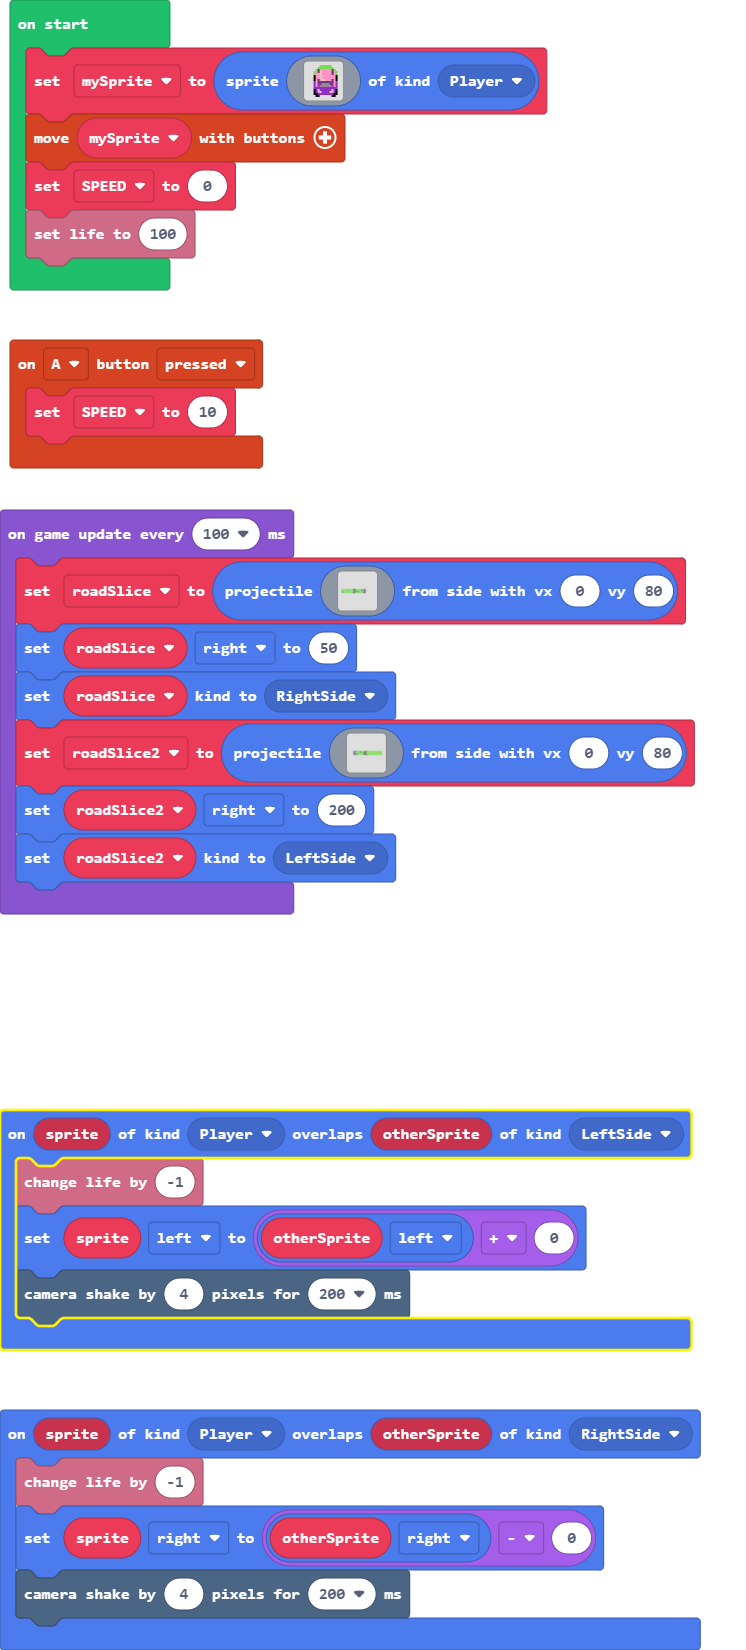 on start
set mySprite to sprite of kind Player
move mySprite with buttons
set SPEED to 0
set life to 100
on A button pressed
set SPEED to 10
on game update every 100 ms
set roadSlice to projectile from side with vx 0 vy 80
set roadSlice right to 50
set roadSlice kind to RightSide
set roadSlice2 to projectile from side with vx 0 vy 80
set roadSlice2 right to 200
set roadSlice2 kind to LeftSide
on sprite of kind Player overlaps otherSprite of kind LeftSide
change life by -1
set sprite left to otherSprite left + 0
camera shake by 4 pixels for 200 ms
on sprite of kind Player overlaps otherSprite of kind RightSide
change life by -1
set sprite right to otherSprite right - 0
camera shake by 4 pixels for 200 ms